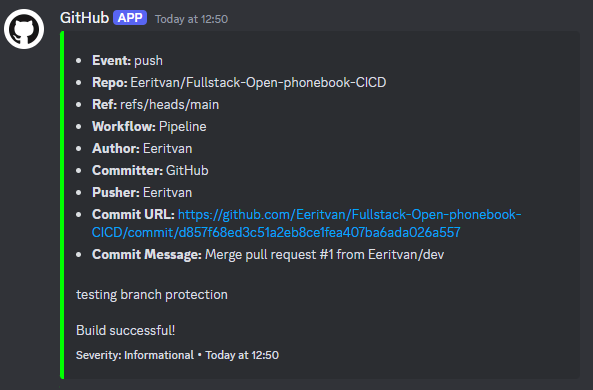 GitHub APP Today at 12:50
• Event: push
• Repo: Eeritvan/Fullstack-Open-phonebook-CICD
• Ref: refs/heads/main
• Workflow: Pipeline
• Author: Eeritvan
• Committer: GitHub
• Pusher: Eeritvan
• Commit URL: https://github.com/Eeritvan/Fullstack-Open-phonebook-
CICD/commit/d857f68ed3c51a2eb8ce1fea407ba6ada026a557
• Commit Message: Merge pull request #1 from Eeritvan/dev
testing branch protection
Build successful!
Severity: Informational • Today at 12:50